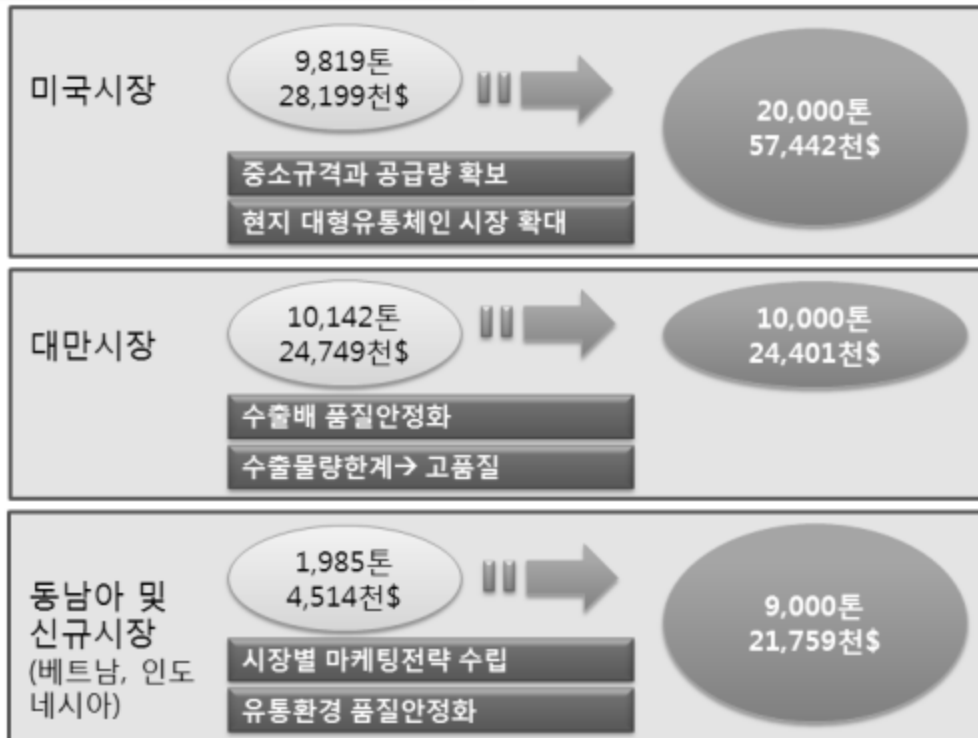 미국시장
9,819톤
28,199천$
중소규격과 공급량 확보
현지 대형유통체인 시장 확대
20,000톤
57,442천$
대만시장
10,142톤
24,749천$
수출배 품질안정화
수출물량한계→ 고품질
10,000톤
24,401천$
동남아 및
신규시장
(베트남, 인도
네시아)
1,985톤
4,514천$
시장별 마케팅전략 수립
유통환경 품질안정화
9,000톤
21,759천$